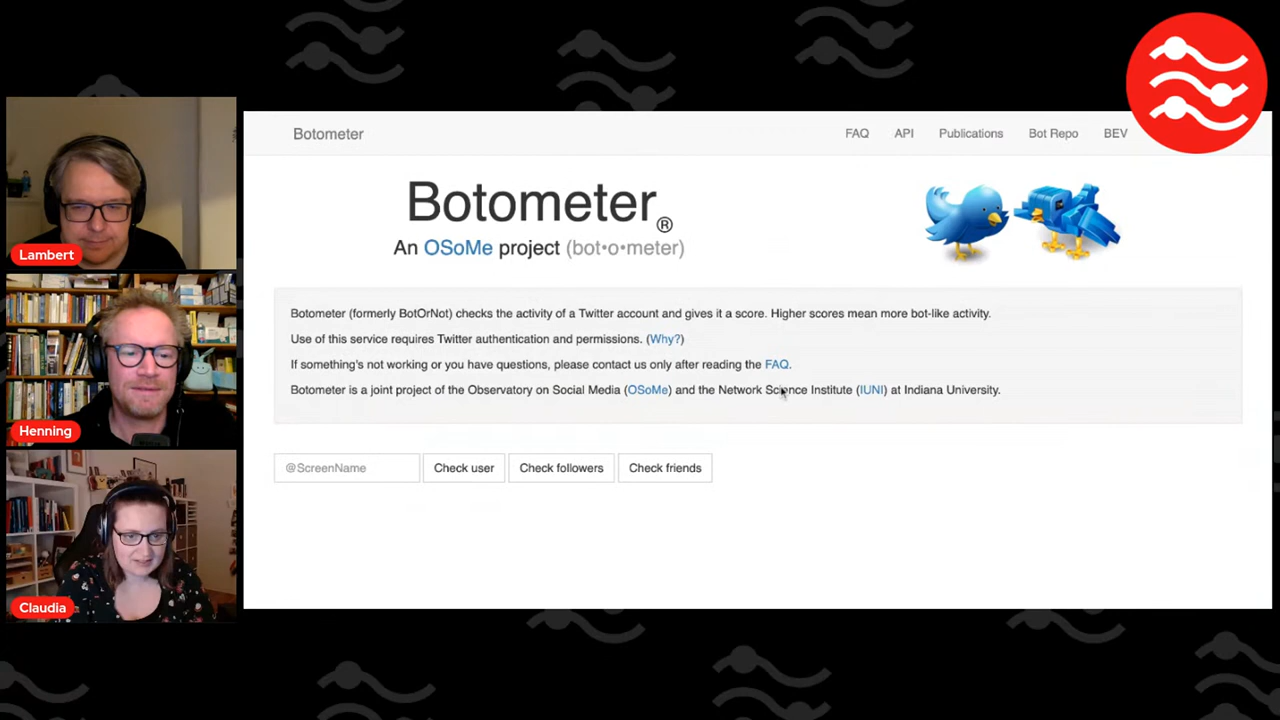 Botometer
FAQ API Publications Bot Repo BEV
Botometer®
An OSoMe project (bot•o•meter)
Botometer (formerly BotOrNot) checks the activity of a Twitter account and gives it a score. Higher scores mean more bot-like activity.
Use of this service requires Twitter authentication and permissions. (Why?)
If something's not working or you have questions, please contact us only after reading the FAQ.
Botometer is a joint project of the Observatory on Social Media (OSoMe) and the Network Science Institute (IUNI) at Indiana University.
@ScreenName Check user Check followers Check friends
Lambert
Henning
Claudia